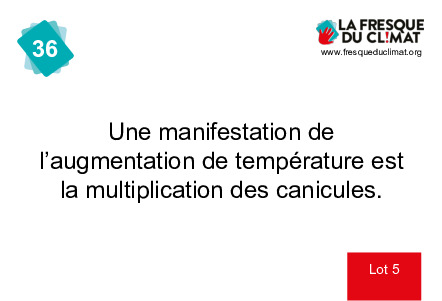 36
LA FRESQUE
DU CL!MAT
www.fresqueduclimat.org
Une manifestation de
l’augmentation de température est
la multiplication des canicules.
Lot 5